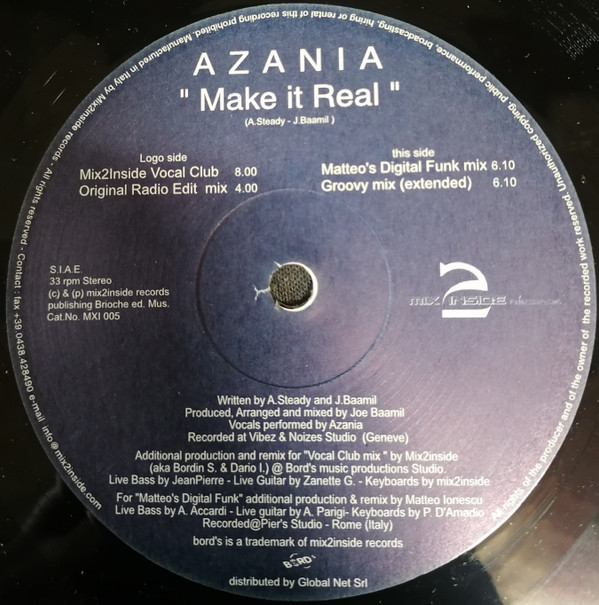 Unauthorized copying, public performance, broadcasting, hiring or rental of this recording prohibited. Manufactured in Italy by Mix2inside records - All rights reserved - Contact : fax +39.0438.428490 e-mail info@mix2inside.com
All rights of the producer and of the owner of the recorded work reserved.
AZANIA
" Make it Real "
(A.Steady - J.Baamil )
Logo side
Mix2Inside Vocal Club 8.00
Original Radio Edit mix 4.00
this side
Matteo's Digital Funk mix 6.10
Groovy mix (extended) 6.10
S.I.A.E.
33 rpm Stereo
(c) & (p) mix2inside records
publishing Brioche ed. Mus.
Cat.No. MXI 005
MIX 2 INSIDE
Written by A.Steady and J.Baamil
Produced, Arranged and mixed by Joe Baamil
Vocals performed by Azania
Recorded at Vibez & Noizes Studio (Geneve)
Additional production and remix for "Vocal Club mix " by Mix2inside
(aka Bordin S. & Dario I.) @ Bord's music productions Studio.
Live Bass by JeanPierre - Live Guitar by Zanette G. - Keyboards by mix2inside
For "Matteo's Digital Funk" additional production & remix by Matteo Ionescu
Live Bass by A. Accardi - Live guitar by A. Parigi- Keyboards by P. D'Amadio
Recorded@Pier's Studio - Rome (Italy)
bord's is a trademark of mix2inside records
BORD'S
distributed by Global Net Srl